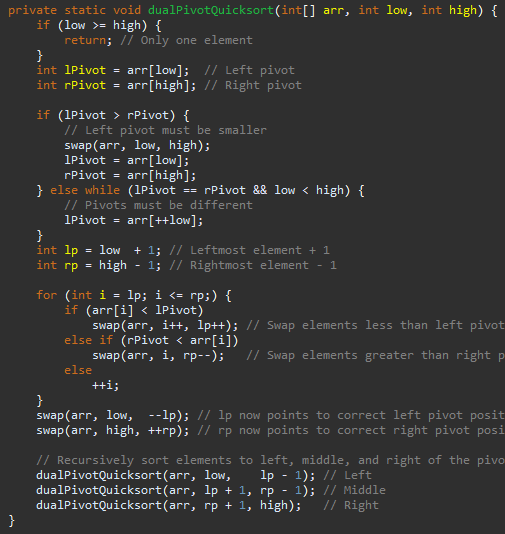 private static void dualPivotQuicksort(int[] arr, int low, int high) {
    if (low >= high) {
        return; // Only one element
    }
    int lPivot = arr[low];  // Left pivot
    int rPivot = arr[high]; // Right pivot

    if (lPivot > rPivot) {
        // Left pivot must be smaller
        swap(arr, low, high);
        lPivot = arr[low];
        rPivot = arr[high];
    } else while (lPivot == rPivot && low < high) {
        // Pivots must be different
        lPivot = arr[++low];
    }
    int lp = low  + 1; // Leftmost element + 1
    int rp = high - 1; // Rightmost element - 1

    for (int i = lp; i <= rp;) {
        if (arr[i] < lPivot)
            swap(arr, i++, lp++); // Swap elements less than left pivot
        else if (rPivot < arr[i])
            swap(arr, i, rp--);   // Swap elements greater than right p
        else
            ++i;
    }
    swap(arr, low,  --lp); // lp now points to correct left pivot posit
    swap(arr, high, ++rp); // rp now points to correct right pivot posi

    // Recursively sort elements to left, middle, and right of the pivo
    dualPivotQuicksort(arr, low,    lp - 1); // Left
    dualPivotQuicksort(arr, lp + 1, rp - 1); // Middle
    dualPivotQuicksort(arr, rp + 1, high);   // Right
}